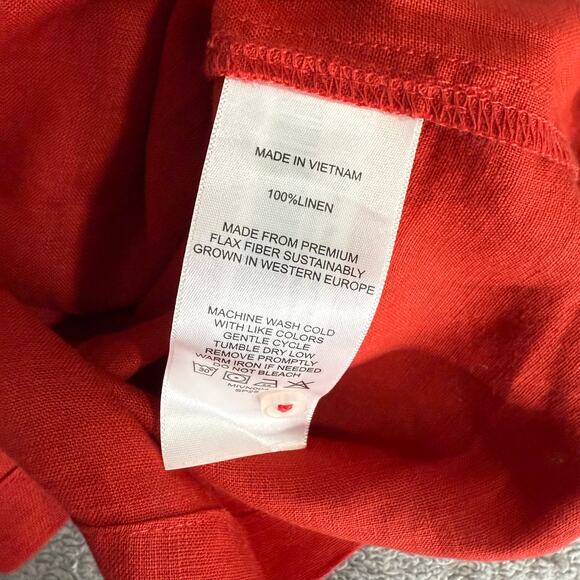 MADE IN VIETNAM
100%LINEN
MADE FROM PREMIUM
FLAX FIBER SUSTAINABLY
GROWN IN WESTERN EUROPE
MACHINE WASH COLD
WITH LIKE COLORS
GENTLE CYCLE
TUMBLE DRY LOW
REMOVE PROMPTLY
WARM IRON IF NEEDED
DO NOT BLEACH
30°